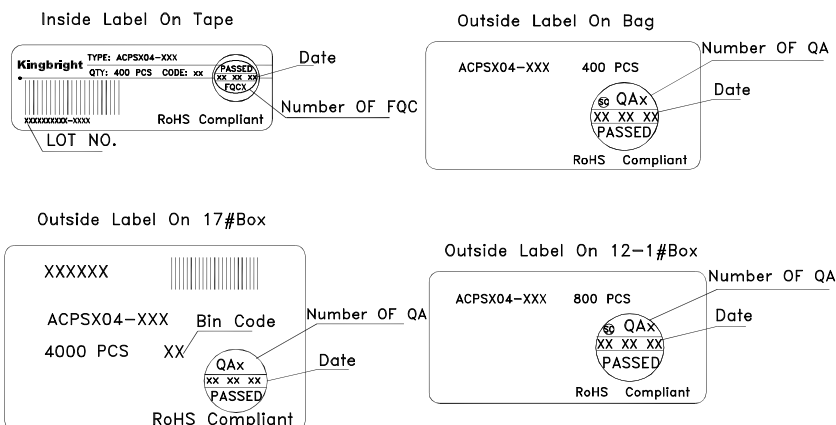 Inside Label On Tape
Kingbright
TYPE: ACPSX04-XXX
QTY: 400 PCS CODE: xx
PASSED
XX XX XX
FQCX
Date
Number OF FQC
XXXXXXXXXX-XXXX
RoHS Compliant
LOT NO.
Outside Label On Bag
ACPSX04-XXX 400 PCS
Number OF QA
SC QAx
XX XX XX
PASSED
Date
RoHS Compliant
Outside Label On 17#Box
XXXXXX
ACPSX04-XXX
Bin Code
4000 PCS XX
Number OF QA
QAx
XX XX XX
PASSED
Date
RoHS Compliant
Outside Label On 12-1#Box
ACPSX04-XXX 800 PCS
Number OF QA
SC QAx
XX XX XX
PASSED
Date
RoHS Compliant